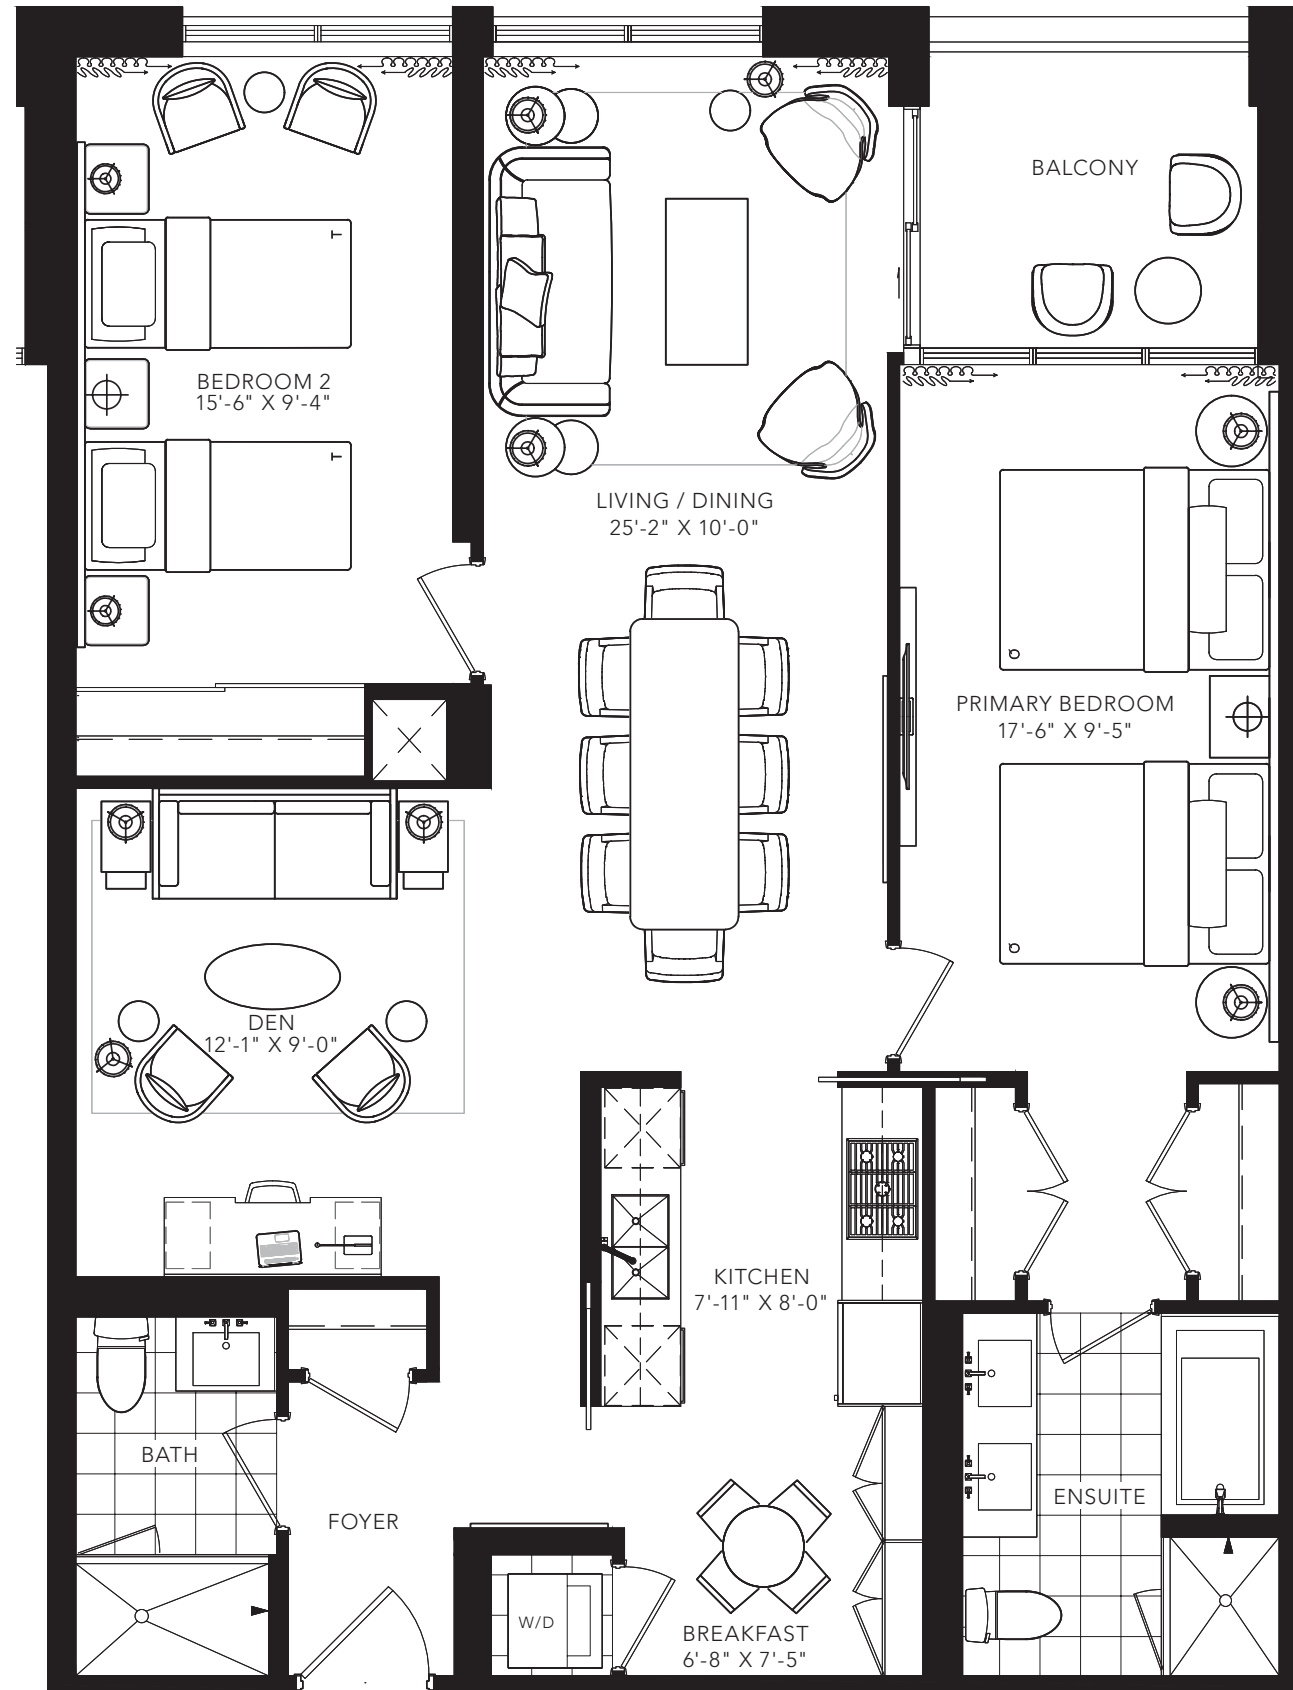 BALCONY
BEDROOM 2
15'-6" X 9'-4"
LIVING / DINING
25'-2" X 10'-0"
PRIMARY BEDROOM
17'-6" X 9'-5"
DEN
12'-1" X 9'-0"
KITCHEN
7'-11" X 8'-0"
BATH
ENSUITE
FOYER
W/D
BREAKFAST
6'-8" X 7'-5"